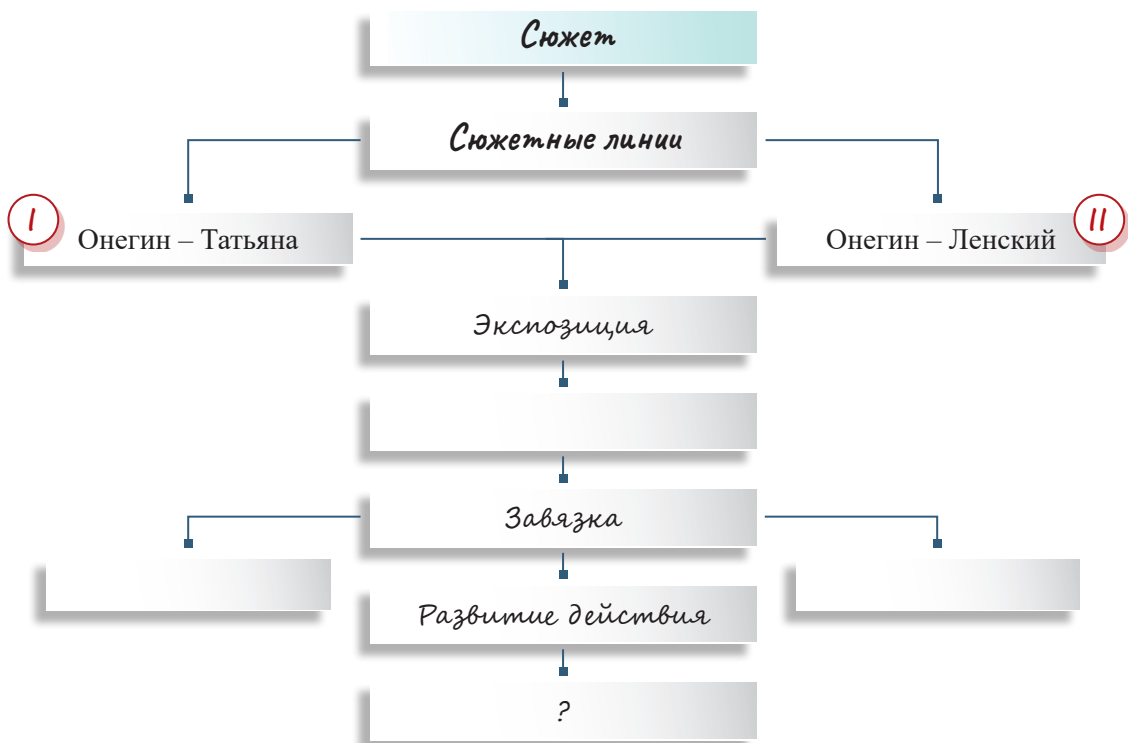 Сюжет
Сюжетные линии
I
Онегин – Татьяна
Онегин – Ленский
II
Экспозиция
Завязка
Развитие действия
?